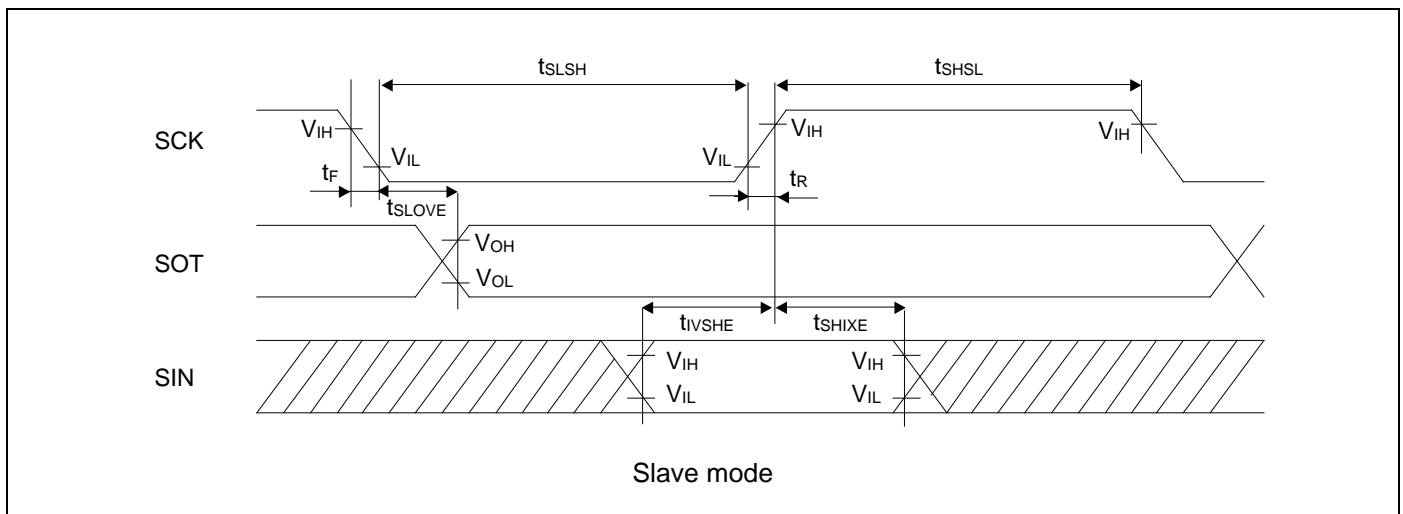 tSLSH
tSHSL
SCK
VIH
VIL
VIL
VIH
VIH
tF
tR
tSLOVE
SOT
VOH
VOL
tIVSHE
tSHIXE
SIN
VIH
VIL
VIH
VIL
Slave mode